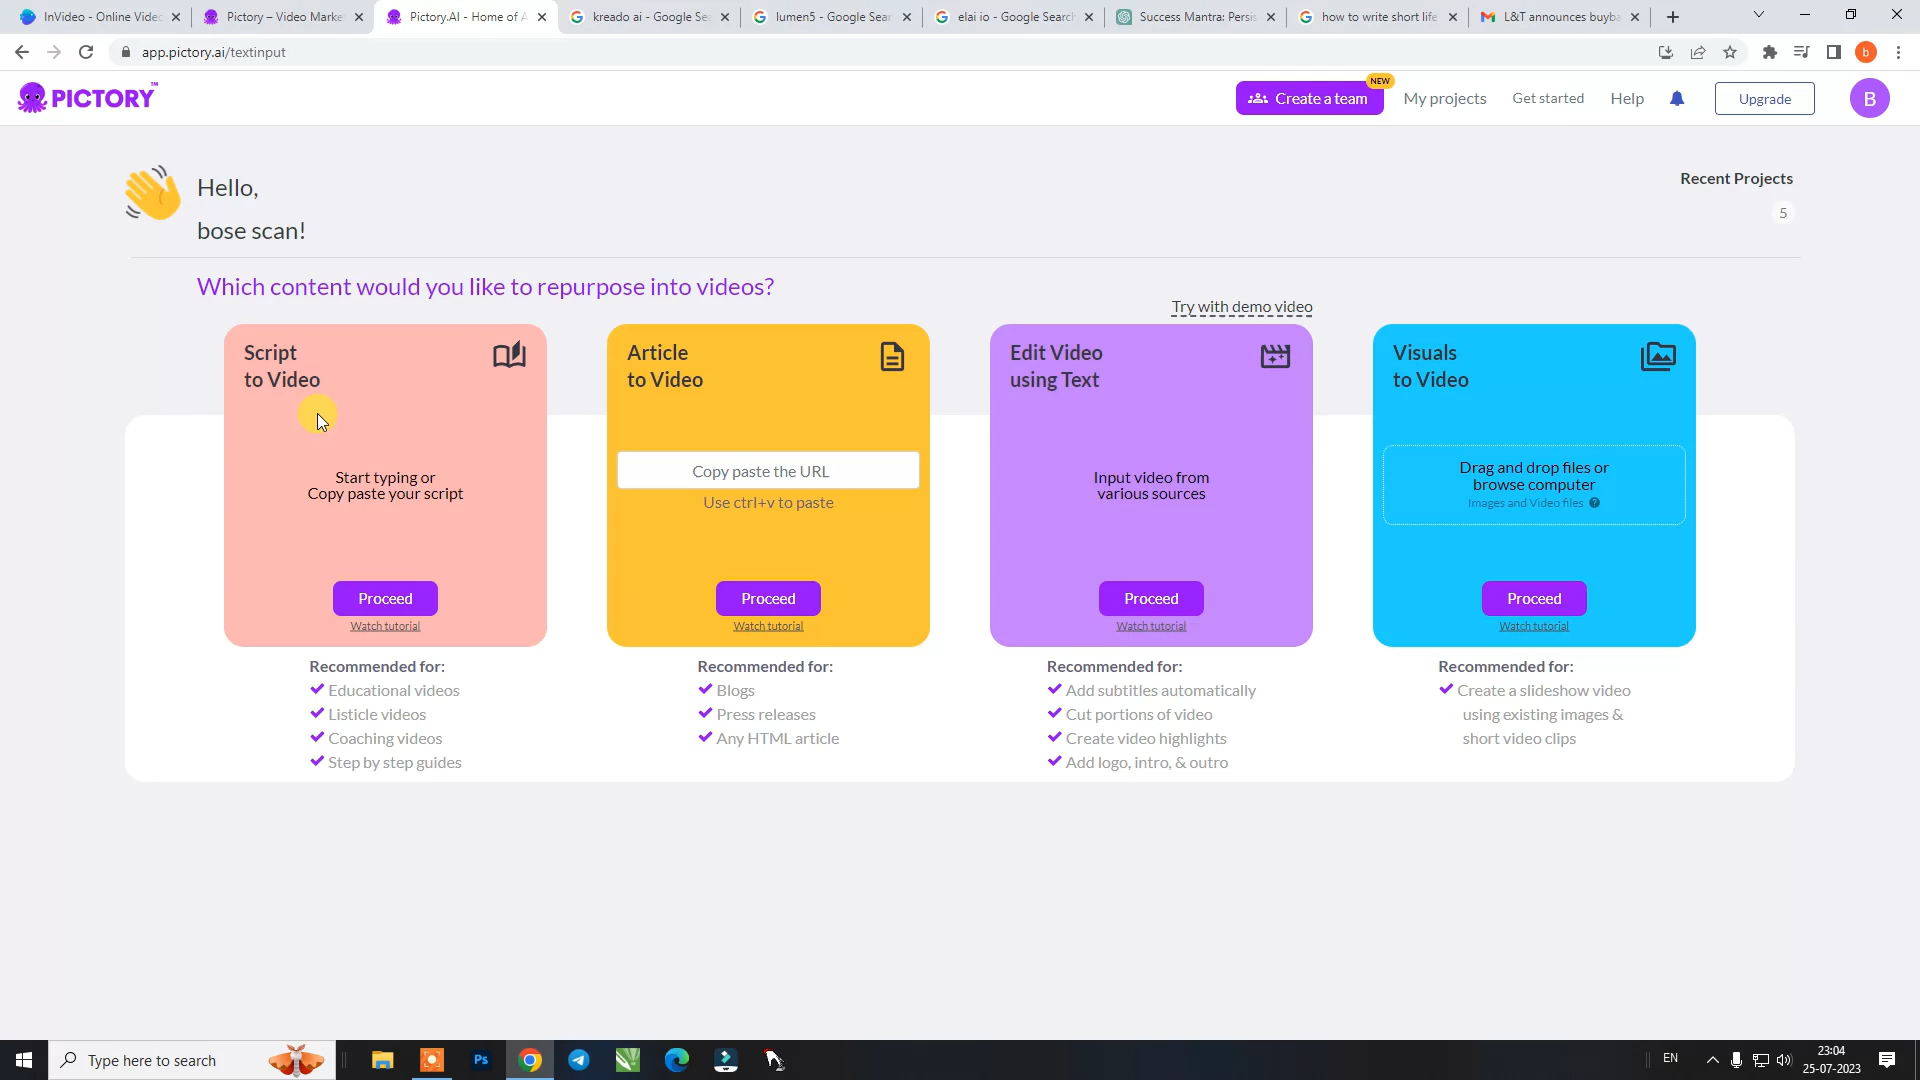 InVideo - Online Video
Pictory – Video Market
Pictory.AI - Home of A
kreado ai - Google Sea
lumen5 - Google Sear
elai io - Google Search
Success Mantra: Persis
how to write short life
L&T announces buyba
app.pictory.ai/textinput
b
PICTORY™
Create a team
NEW
My projects
Get started
Help
Upgrade
B
Hello,
bose scan!
Recent Projects
5
Which content would you like to repurpose into videos?
Try with demo video
Script
to Video
Start typing or
Copy paste your script
Proceed
Watch tutorial
Recommended for:
Educational videos
Listicle videos
Coaching videos
Step by step guides
Article
to Video
Copy paste the URL
Use ctrl+v to paste
Proceed
Watch tutorial
Recommended for:
Blogs
Press releases
Any HTML article
Edit Video
using Text
Input video from
various sources
Proceed
Watch tutorial
Recommended for:
Add subtitles automatically
Cut portions of video
Create video highlights
Add logo, intro, & outro
Visuals
to Video
Drag and drop files or
browse computer
Images and Video files ?
Proceed
Watch tutorial
Recommended for:
Create a slideshow video
using existing images &
short video clips
Type here to search
Ps
EN
23:04
25-07-2023